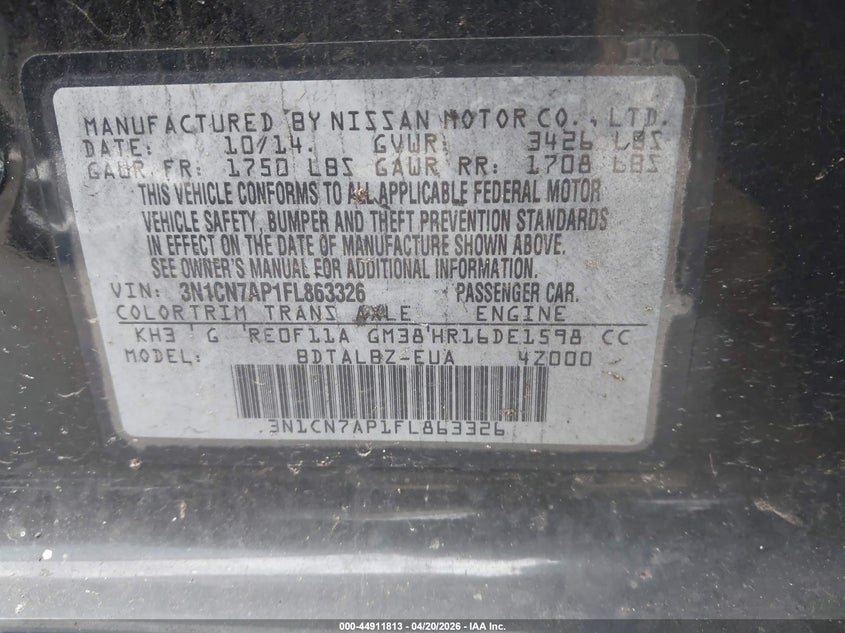 MANUFACTURED BY NISSAN MOTOR CO., LTD.
DATE: 10/14. GVWR: 3426 LBS
GAWR FR: 1750 LBS GAWR RR: 1708 LBS
THIS VEHICLE CONFORMS TO ALL APPLICABLE FEDERAL MOTOR
VEHICLE SAFETY, BUMPER AND THEFT PREVENTION STANDARDS
IN EFFECT ON THE DATE OF MANUFACTURE SHOWN ABOVE.
SEE OWNER'S MANUAL FOR ADDITIONAL INFORMATION.
VIN: 3N1CN7AP1FL863326 PASSENGER CAR.
COLOR TRIM TRANS AXLE ENGINE
KH3 G RE0F11A GM38 HR16DE1598 CC
MODEL: BDTALBZ-EUA 4Z000
3N1CN7AP1FL863326
000-44911813 | 04/20/2026 | IAA Inc.